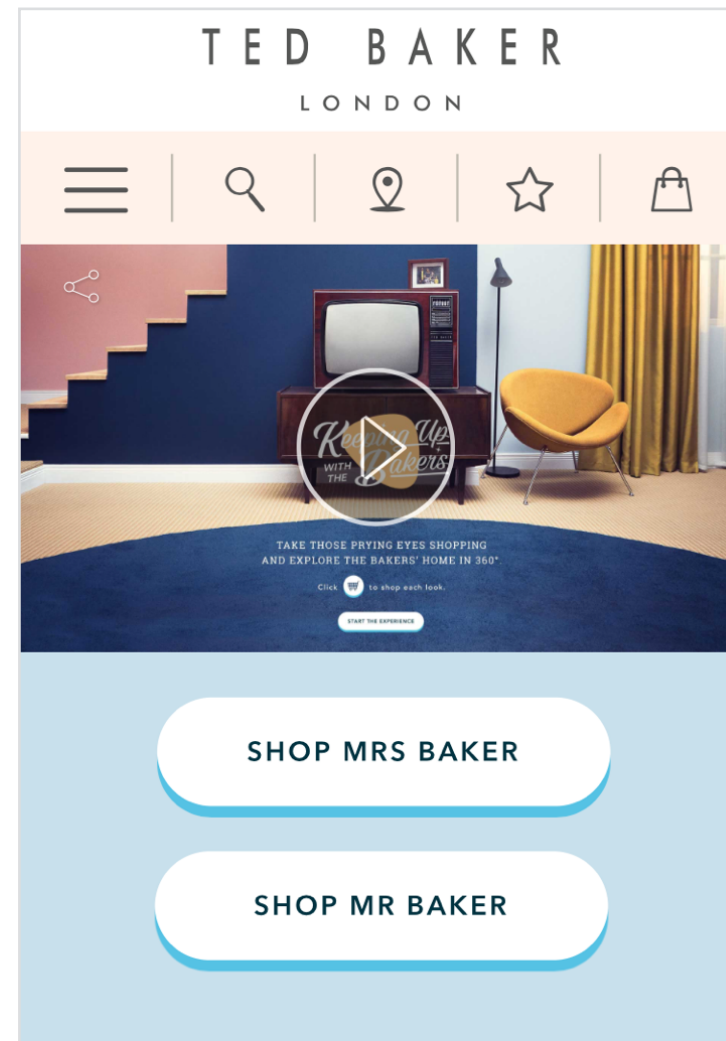 TED BAKER
LONDON
Keeping Up
WITH THE Bakers
TAKE THOSE PRYING EYES SHOPPING
AND EXPLORE THE BAKERS' HOME IN 360°
Click to shop each look.
START THE EXPERIENCE
SHOP MRS BAKER
SHOP MR BAKER